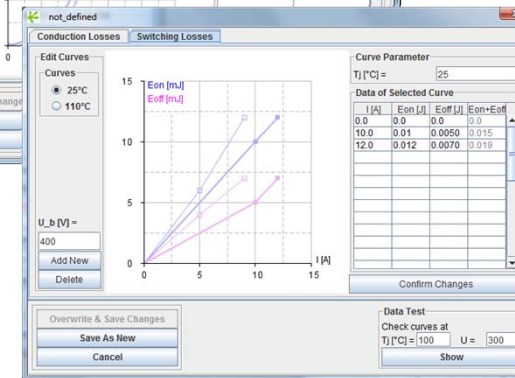 not_defined
Conduction Losses Switching Losses
Edit Curves
Curves
25°C
110°C
U_b [V] =
400
Add New
Delete
Eon [mJ]
Eoff [mJ]
15
10
5
0
0 5 10 15
I [A]
Curve Parameter
Tj [°C] = 25
Data of Selected Curve
I [A] Eon [J] Eoff [J] Eon+Eoff
0.0 0.0 0.0 0.0
10.0 0.01 0.0050 0.015
12.0 0.012 0.0070 0.019
Confirm Changes
Overwrite & Save Changes
Save As New
Cancel
Data Test
Check curves at
Tj [°C] = 100 U = 300
Show
0